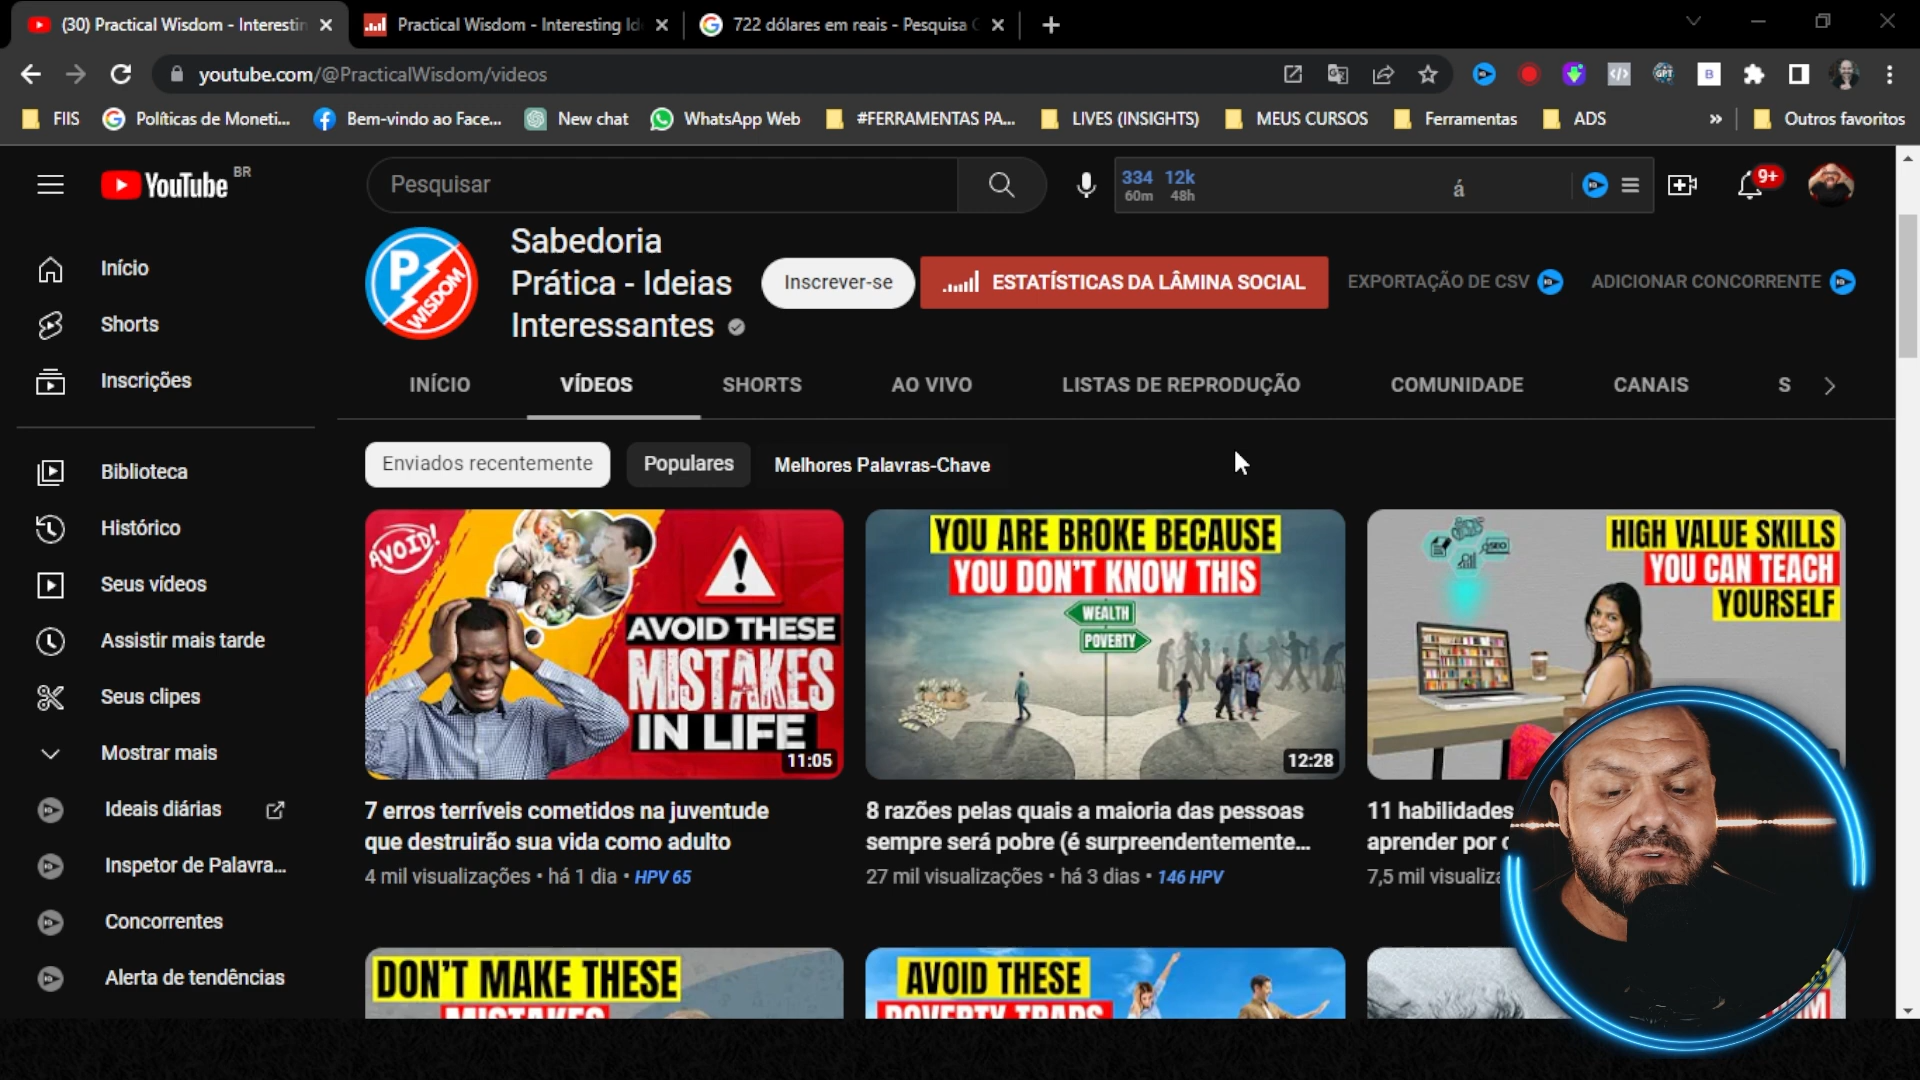 (30) Practical Wisdom - Interestin
Practical Wisdom - Interesting Id
722 dólares em reais - Pesquisa G
youtube.com/@PracticalWisdom/videos
FIIS
Políticas de Moneti...
Bem-vindo ao Face...
New chat
WhatsApp Web
#FERRAMENTAS PA...
LIVES (INSIGHTS)
MEUS CURSOS
Ferramentas
ADS
»
Outros favoritos
YouTube BR
Pesquisar
334 12k
60m 48h
á
9+
Início
Shorts
Inscrições
Biblioteca
Histórico
Seus vídeos
Assistir mais tarde
Seus clipes
Mostrar mais
Ideais diárias
Inspetor de Palavra...
Concorrentes
Alerta de tendências
P
WISDOM
Sabedoria
Prática - Ideias
Interessantes
Inscrever-se
ESTATÍSTICAS DA LÂMINA SOCIAL
EXPORTAÇÃO DE CSV
ADICIONAR CONCORRENTE
INÍCIO
VÍDEOS
SHORTS
AO VIVO
LISTAS DE REPRODUÇÃO
COMUNIDADE
CANAIS
S
Enviados recentemente
Populares
Melhores Palavras-Chave
AVOID!
AVOID THESE
MISTAKES
IN LIFE
11:05
7 erros terríveis cometidos na juventude
que destruirão sua vida como adulto
4 mil visualizações • há 1 dia • HPV 65
YOU ARE BROKE BECAUSE
YOU DON'T KNOW THIS
WEALTH
POVERTY
12:28
8 razões pelas quais a maioria das pessoas
sempre será pobre (é surpreendentemente...
27 mil visualizações • há 3 dias • 146 HPV
HIGH VALUE SKILLS
YOU CAN TEACH
YOURSELF
SEO
11 habilidades
aprender por c
7,5 mil visualiza
DON'T MAKE THESE
MISTAKES
AVOID THESE
POVERTY TRAPS